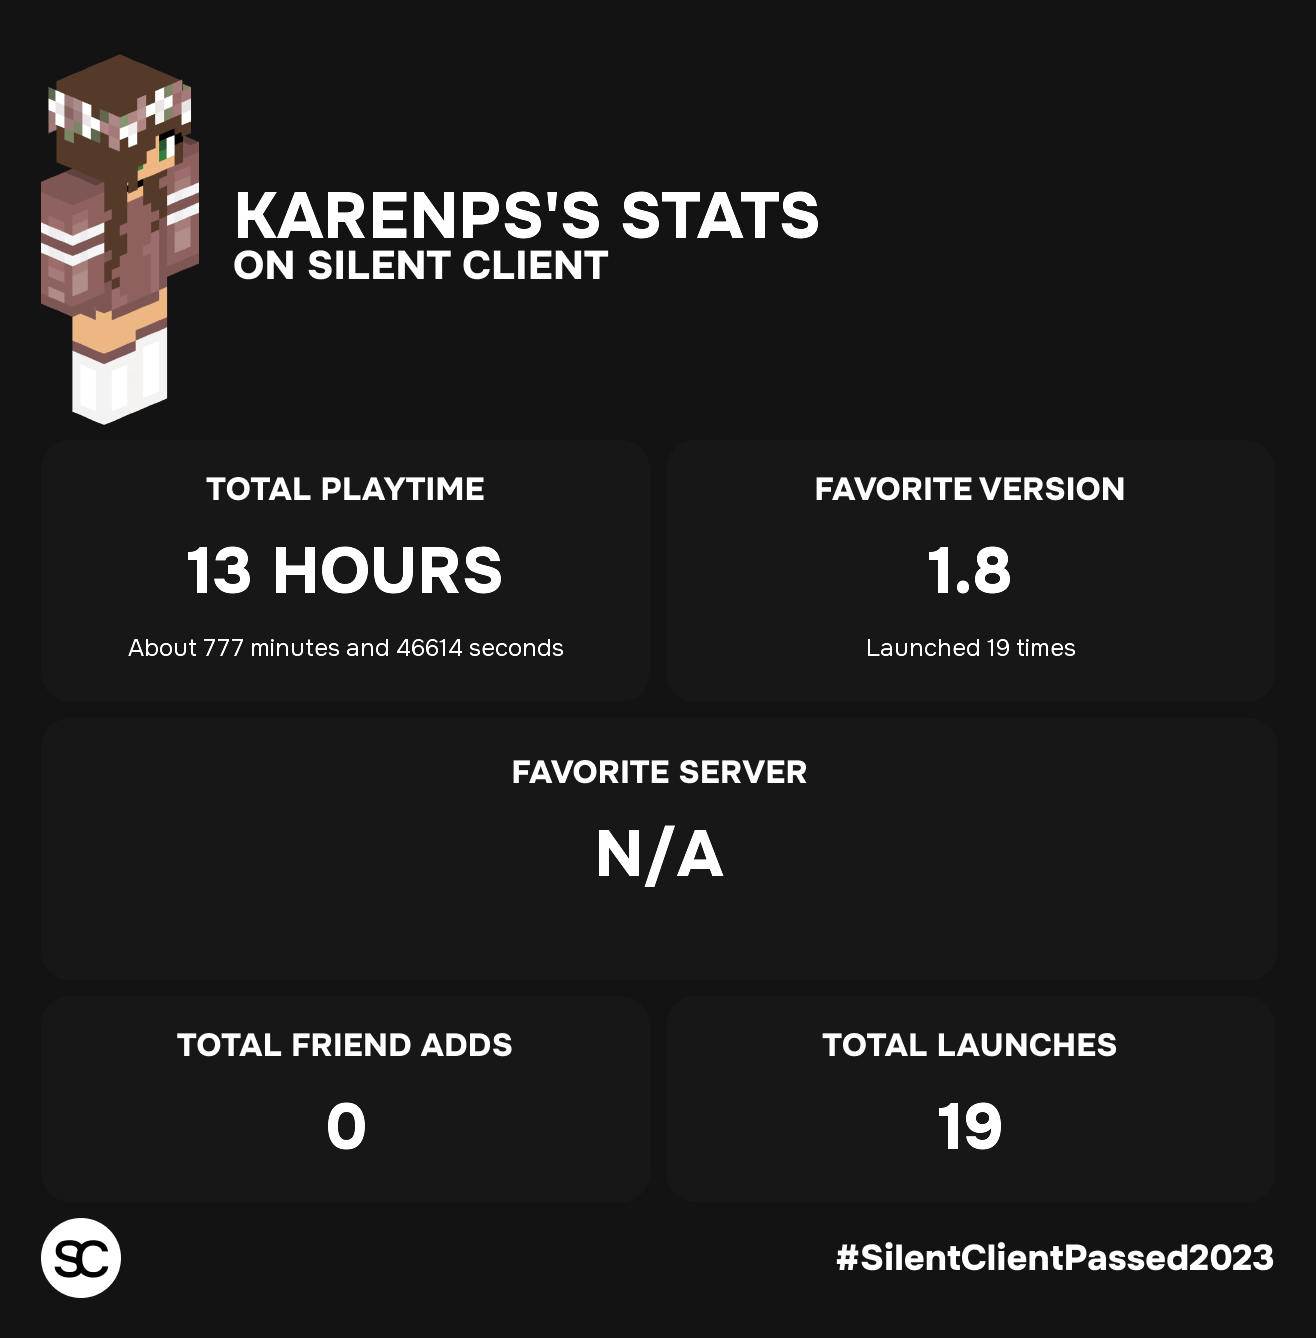 KARENPS'S STATS
ON SILENT CLIENT
TOTAL PLAYTIME
13 HOURS
About 777 minutes and 46614 seconds
FAVORITE VERSION
1.8
Launched 19 times
FAVORITE SERVER
N/A
TOTAL FRIEND ADDS
0
TOTAL LAUNCHES
19
SC
#SilentClientPassed2023